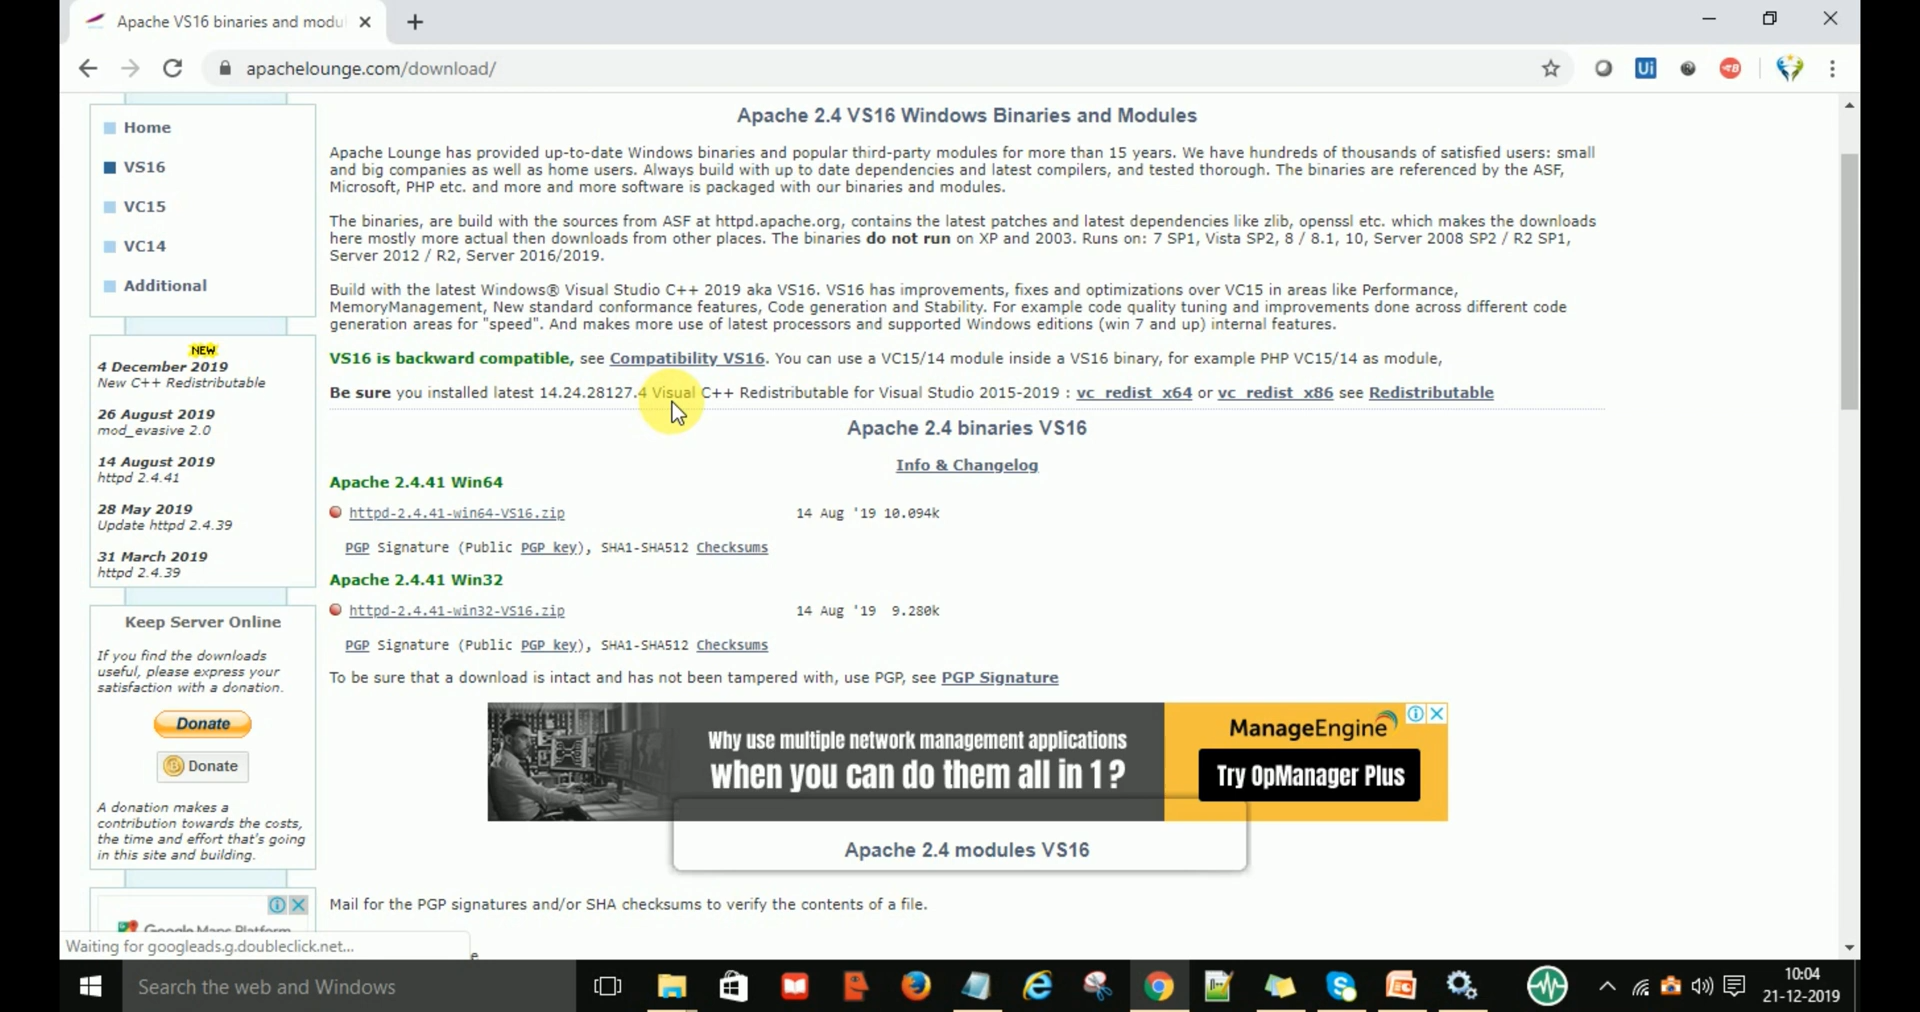 Apache VS16 binaries and modul
apachelounge.com/download/
Home
VS16
VC15
VC14
Additional
NEW
4 December 2019
New C++ Redistributable
26 August 2019
mod_evasive 2.0
14 August 2019
httpd 2.4.41
28 May 2019
Update httpd 2.4.39
31 March 2019
httpd 2.4.39
Keep Server Online
If you find the downloads
useful, please express your
satisfaction with a donation.
Donate
Donate
A donation makes a
contribution towards the costs,
the time and effort that's going
in this site and building.
Google Maps Platform
Apache 2.4 VS16 Windows Binaries and Modules
Apache Lounge has provided up-to-date Windows binaries and popular third-party modules for more than 15 years. We have hundreds of thousands of satisfied users: small
and big companies as well as home users. Always build with up to date dependencies and latest compilers, and tested thorough. The binaries are referenced by the ASF,
Microsoft, PHP etc. and more and more software is packaged with our binaries and modules.
The binaries, are build with the sources from ASF at httpd.apache.org, contains the latest patches and latest dependencies like zlib, openssl etc. which makes the downloads
here mostly more actual then downloads from other places. The binaries do not run on XP and 2003. Runs on: 7 SP1, Vista SP2, 8 / 8.1, 10, Server 2008 SP2 / R2 SP1,
Server 2012 / R2, Server 2016/2019.
Build with the latest Windows® Visual Studio C++ 2019 aka VS16. VS16 has improvements, fixes and optimizations over VC15 in areas like Performance,
MemoryManagement, New standard conformance features, Code generation and Stability. For example code quality tuning and improvements done across different code
generation areas for "speed". And makes more use of latest processors and supported Windows editions (win 7 and up) internal features.
VS16 is backward compatible, see Compatibility VS16. You can use a VC15/14 module inside a VS16 binary, for example PHP VC15/14 as module,
Be sure you installed latest 14.24.28127.4 Visual C++ Redistributable for Visual Studio 2015-2019 : vc_redist_x64 or vc_redist_x86 see Redistributable
Apache 2.4 binaries VS16
Info & Changelog
Apache 2.4.41 Win64
httpd-2.4.41-win64-VS16.zip 14 Aug '19 10.094k
PGP Signature (Public PGP key), SHA1-SHA512 Checksums
Apache 2.4.41 Win32
httpd-2.4.41-win32-VS16.zip 14 Aug '19 9.280k
PGP Signature (Public PGP key), SHA1-SHA512 Checksums
To be sure that a download is intact and has not been tampered with, use PGP, see PGP Signature
Why use multiple network management applications
when you can do them all in 1?
ManageEngine
Try OpManager Plus
Apache 2.4 modules VS16
Mail for the PGP signatures and/or SHA checksums to verify the contents of a file.
Waiting for googleads.g.doubleclick.net...
Search the web and Windows
10:04
21-12-2019